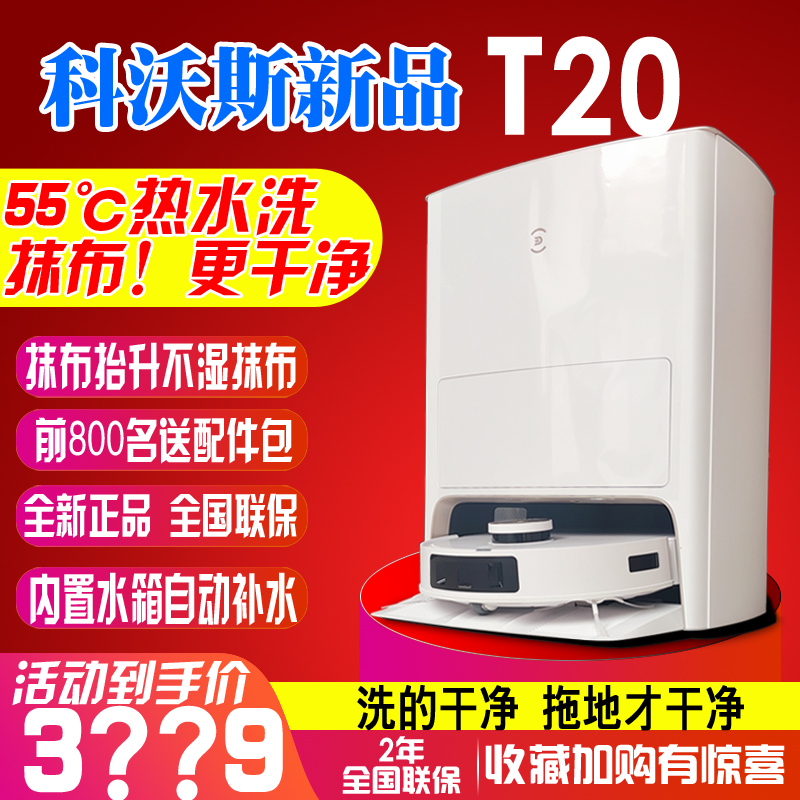 科沃斯新品 T20
55℃热水洗
抹布！更干净
抹布抬升不湿抹布
前800名送配件包
全新正品 全国联保
内置水箱自动补水
活动到手价
3??9
洗的干净 拖地才干净
2年
全国联保
收藏加购有惊喜